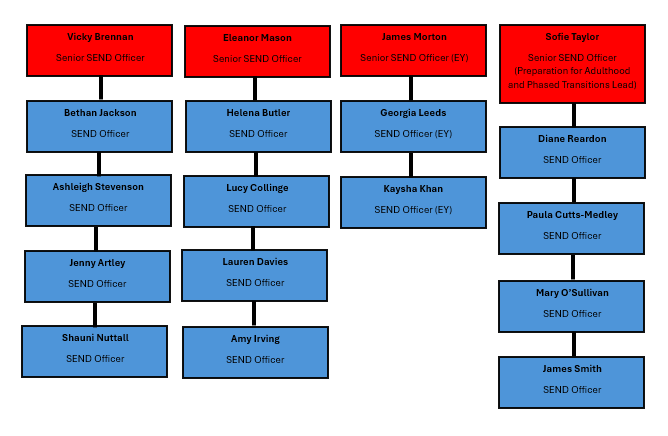 Vicky Brennan
Senior SEND Officer
Bethan Jackson
SEND Officer
Ashleigh Stevenson
SEND Officer
Jenny Artley
SEND Officer
Shauni Nuttall
SEND Officer
Eleanor Mason
Senior SEND Officer
Helena Butler
SEND Officer
Lucy Collinge
SEND Officer
Lauren Davies
SEND Officer
Amy Irving
SEND Officer
James Morton
Senior SEND Officer (EY)
Georgia Leeds
SEND Officer (EY)
Kaysha Khan
SEND Officer (EY)
Sofie Taylor
Senior SEND Officer
(Preparation for Adulthood
and Phased Transitions Lead)
Diane Reardon
SEND Officer
Paula Cutts-Medley
SEND Officer
Mary O'Sullivan
SEND Officer
James Smith
SEND Officer